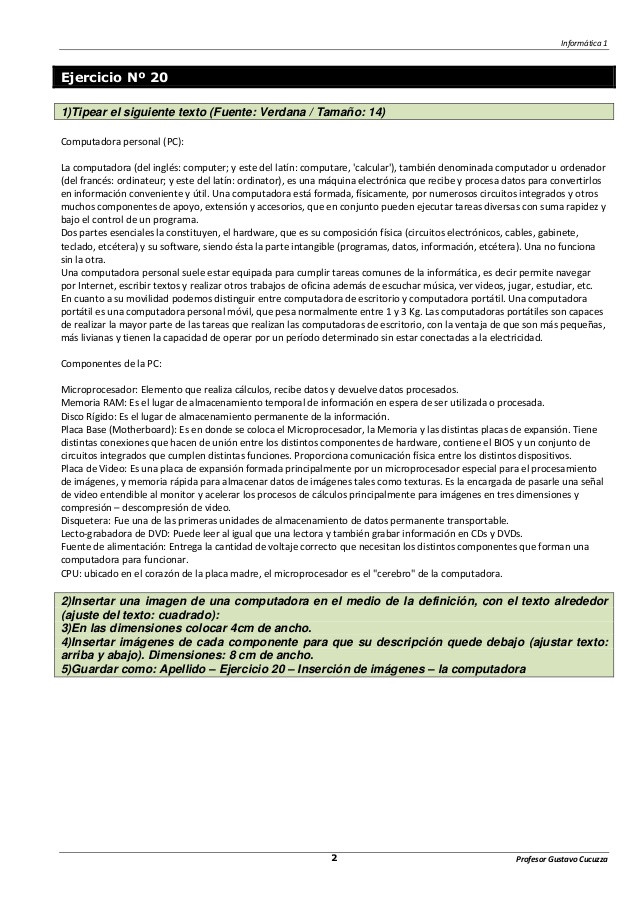 Informática 1
Ejercicio Nº 20
1)Tipear el siguiente texto (Fuente: Verdana / Tamaño: 14)
Computadora personal (PC):
La computadora (del inglés: computer; y este del latín: computare, 'calcular'), también denominada computador u ordenador
(del francés: ordinateur; y este del latín: ordinator), es una máquina electrónica que recibe y procesa datos para convertirlos
en información conveniente y útil. Una computadora está formada, físicamente, por numerosos circuitos integrados y otros
muchos componentes de apoyo, extensión y accesorios, que en conjunto pueden ejecutar tareas diversas con suma rapidez y
bajo el control de un programa.
Dos partes esenciales la constituyen, el hardware, que es su composición física (circuitos electrónicos, cables, gabinete,
teclado, etcétera) y su software, siendo ésta la parte intangible (programas, datos, información, etcétera). Una no funciona
sin la otra.
Una computadora personal suele estar equipada para cumplir tareas comunes de la informática, es decir permite navegar
por Internet, escribir textos y realizar otros trabajos de oficina además de escuchar música, ver videos, jugar, estudiar, etc.
En cuanto a su movilidad podemos distinguir entre computadora de escritorio y computadora portátil. Una computadora
portátil es una computadora personal móvil, que pesa normalmente entre 1 y 3 Kg. Las computadoras portátiles son capaces
de realizar la mayor parte de las tareas que realizan las computadoras de escritorio, con la ventaja de que son más pequeñas,
más livianas y tienen la capacidad de operar por un período determinado sin estar conectadas a la electricidad.
Componentes de la PC:
Microprocesador: Elemento que realiza cálculos, recibe datos y devuelve datos procesados.
Memoria RAM: Es el lugar de almacenamiento temporal de información en espera de ser utilizada o procesada.
Disco Rígido: Es el lugar de almacenamiento permanente de la información.
Placa Base (Motherboard): Es en donde se coloca el Microprocesador, la Memoria y las distintas placas de expansión. Tiene
distintas conexiones que hacen de unión entre los distintos componentes de hardware, contiene el BIOS y un conjunto de
circuitos integrados que cumplen distintas funciones. Proporciona comunicación física entre los distintos dispositivos.
Placa de Video: Es una placa de expansión formada principalmente por un microprocesador especial para el procesamiento
de imágenes, y memoria rápida para almacenar datos de imágenes tales como texturas. Es la encargada de pasarle una señal
de video entendible al monitor y acelerar los procesos de cálculos principalmente para imágenes en tres dimensiones y
compresión – descompresión de video.
Disquetera: Fue una de las primeras unidades de almacenamiento de datos permanente transportable.
Lecto-grabadora de DVD: Puede leer al igual que una lectora y también grabar información en CDs y DVDs.
Fuente de alimentación: Entrega la cantidad de voltaje correcto que necesitan los distintos componentes que forman una
computadora para funcionar.
CPU: ubicado en el corazón de la placa madre, el microprocesador es el "cerebro" de la computadora.
2)Insertar una imagen de una computadora en el medio de la definición, con el texto alrededor
(ajuste del texto: cuadrado):
3)En las dimensiones colocar 4cm de ancho.
4)Insertar imágenes de cada componente para que su descripción quede debajo (ajustar texto:
arriba y abajo). Dimensiones: 8 cm de ancho.
5)Guardar como: Apellido – Ejercicio 20 – Inserción de imágenes – la computadora
2
Profesor Gustavo Cucuzza